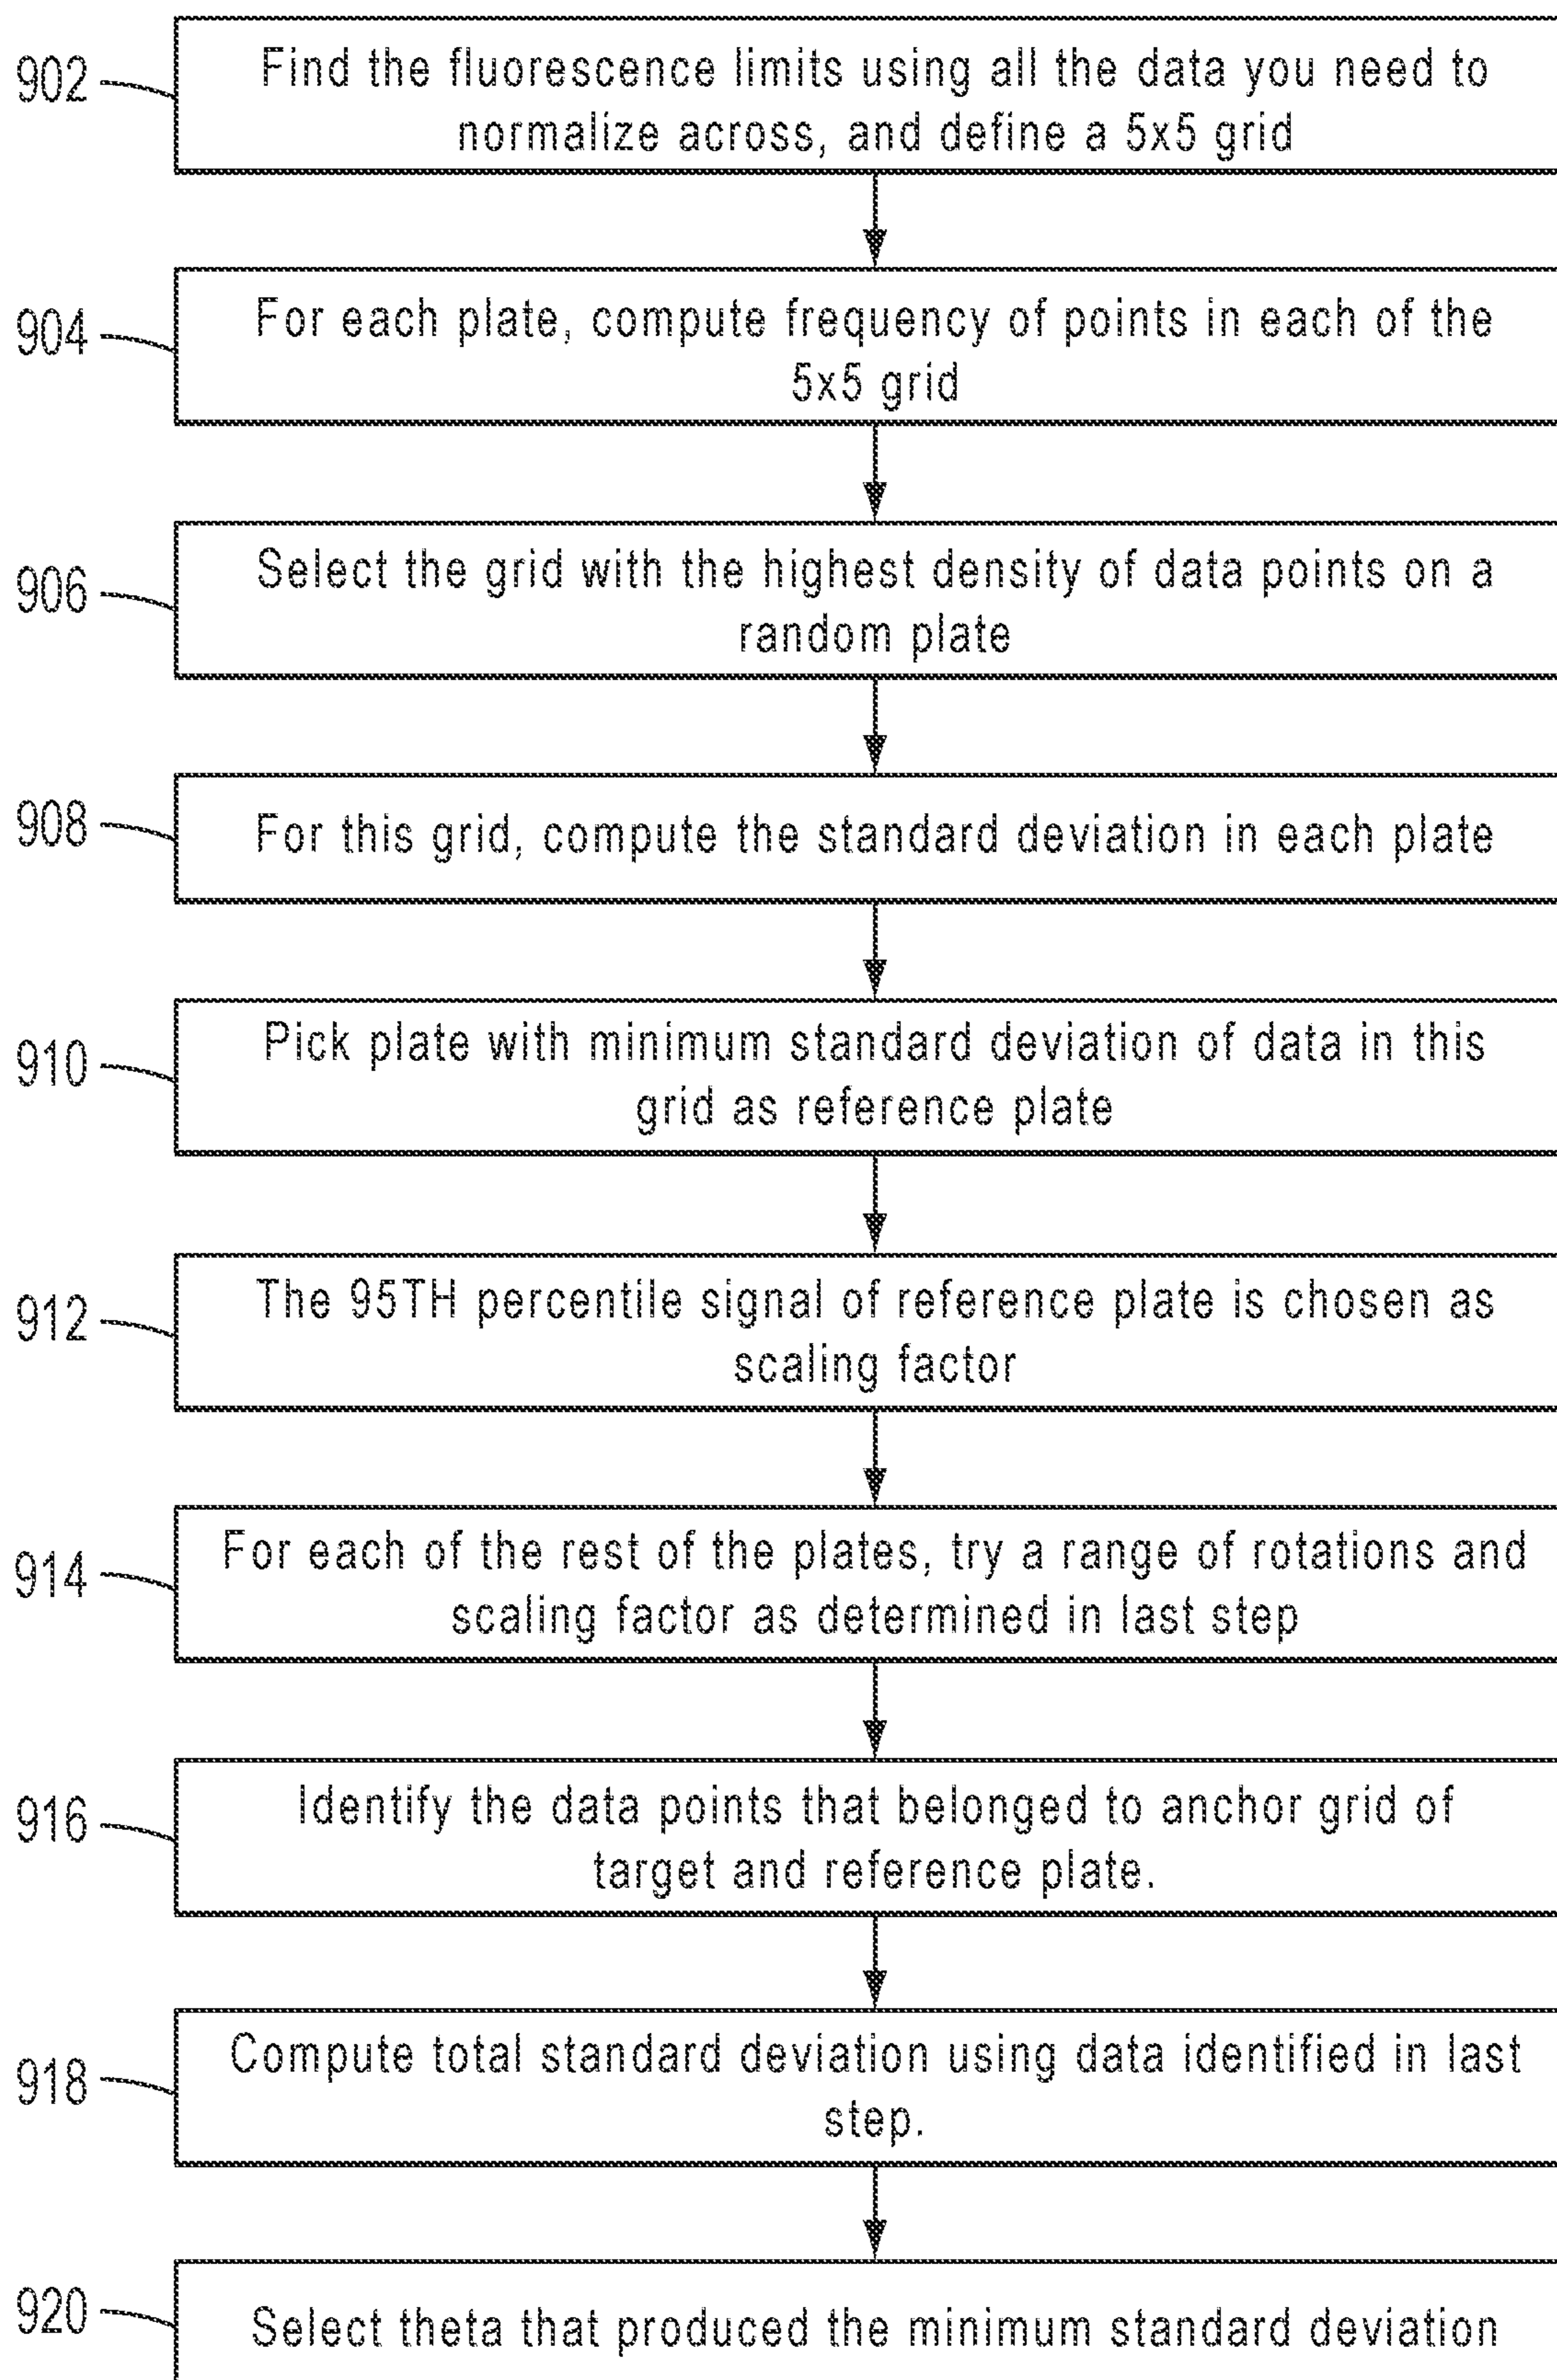 902
Find the fluorescence limits using all the data you need to
normalize across, and define a 5x5 grid
904
For each plate, compute frequency of points in each of the
5x5 grid
906
Select the grid with the highest density of data points on a
random plate
908
For this grid, compute the standard deviation in each plate
910
Pick plate with minimum standard deviation of data in this
grid as reference plate
912
The 95TH percentile signal of reference plate is chosen as
scaling factor
914
For each of the rest of the plates, try a range of rotations and
scaling factor as determined in last step
916
Identify the data points that belonged to anchor grid of
target and reference plate.
918
Compute total standard deviation using data identified in last
step.
920
Select theta that produced the minimum standard deviation